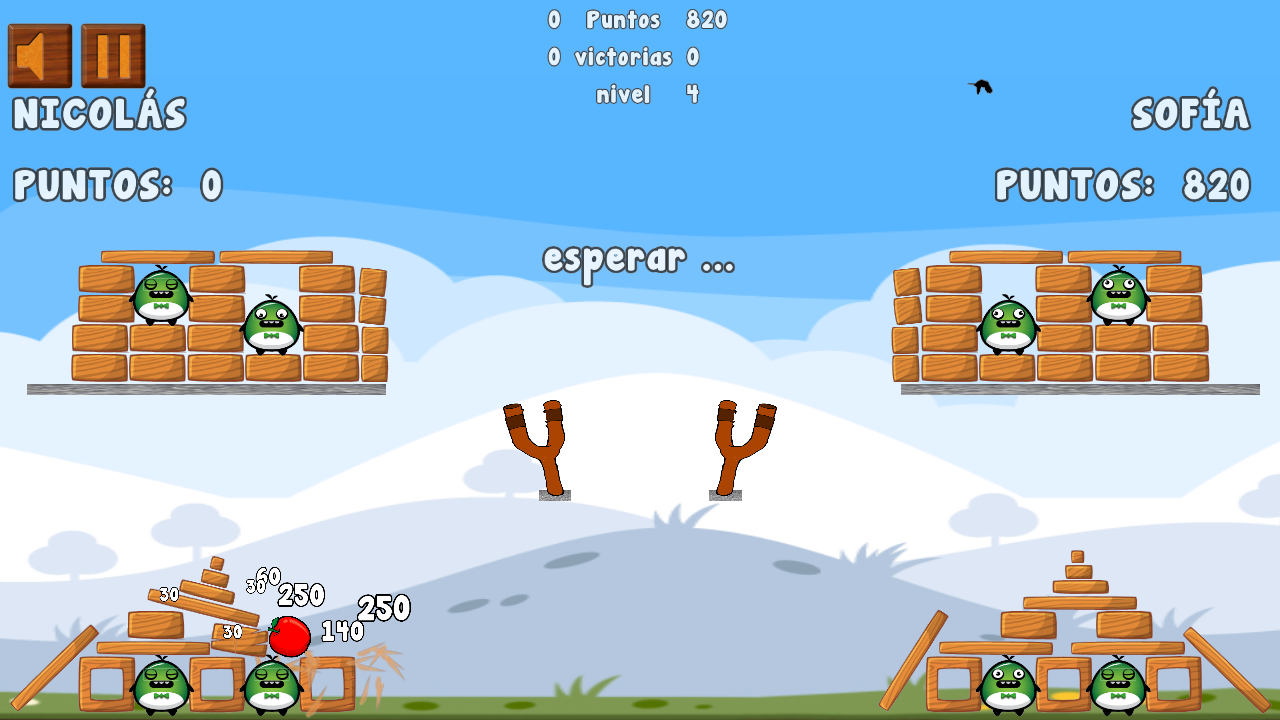 0 Puntos 820
0 victorias 0
nivel 4
NICOLÁS
SOFÍA
PUNTOS: 0
PUNTOS: 820
esperar ...
60
30
250
30
250
140
30